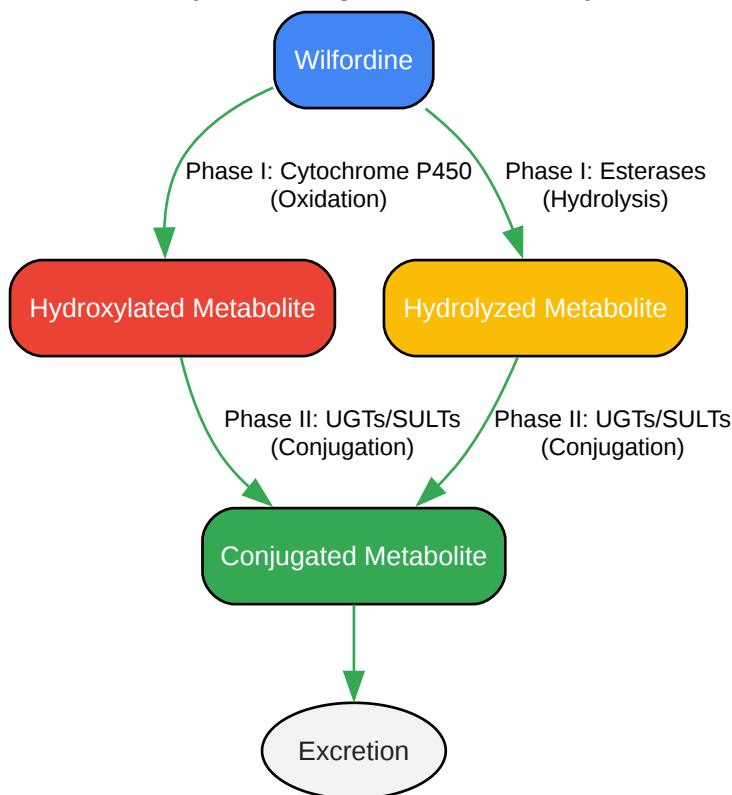 Wilfordine
Phase I: Cytochrome P450
(Oxidation)
Phase I: Esterases
(Hydrolysis)
Hydroxylated Metabolite
Hydrolyzed Metabolite
Phase II: UGTs/SULTs
(Conjugation)
Phase II: UGTs/SULTs
(Conjugation)
Conjugated Metabolite
Excretion